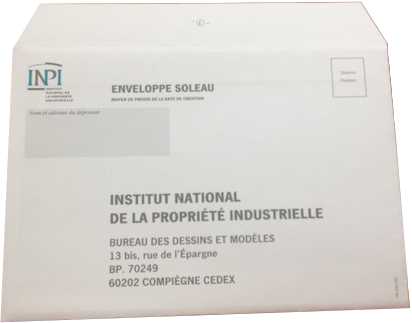 INPI
INSTITUT
NATIONAL DE
LA PROPRIÉTÉ
INDUSTRIELLE
ENVELOPPE SOLEAU
MOYEN DE PREUVE DE LA DATE DE CRÉATION
Timbre
Poste
Nom et adresse du déposant
INSTITUT NATIONAL
DE LA PROPRIÉTÉ INDUSTRIELLE
BUREAU DES DESSINS ET MODÈLES
13 bis, rue de l'Épargne
BP. 70249
60202 COMPIÈGNE CEDEX